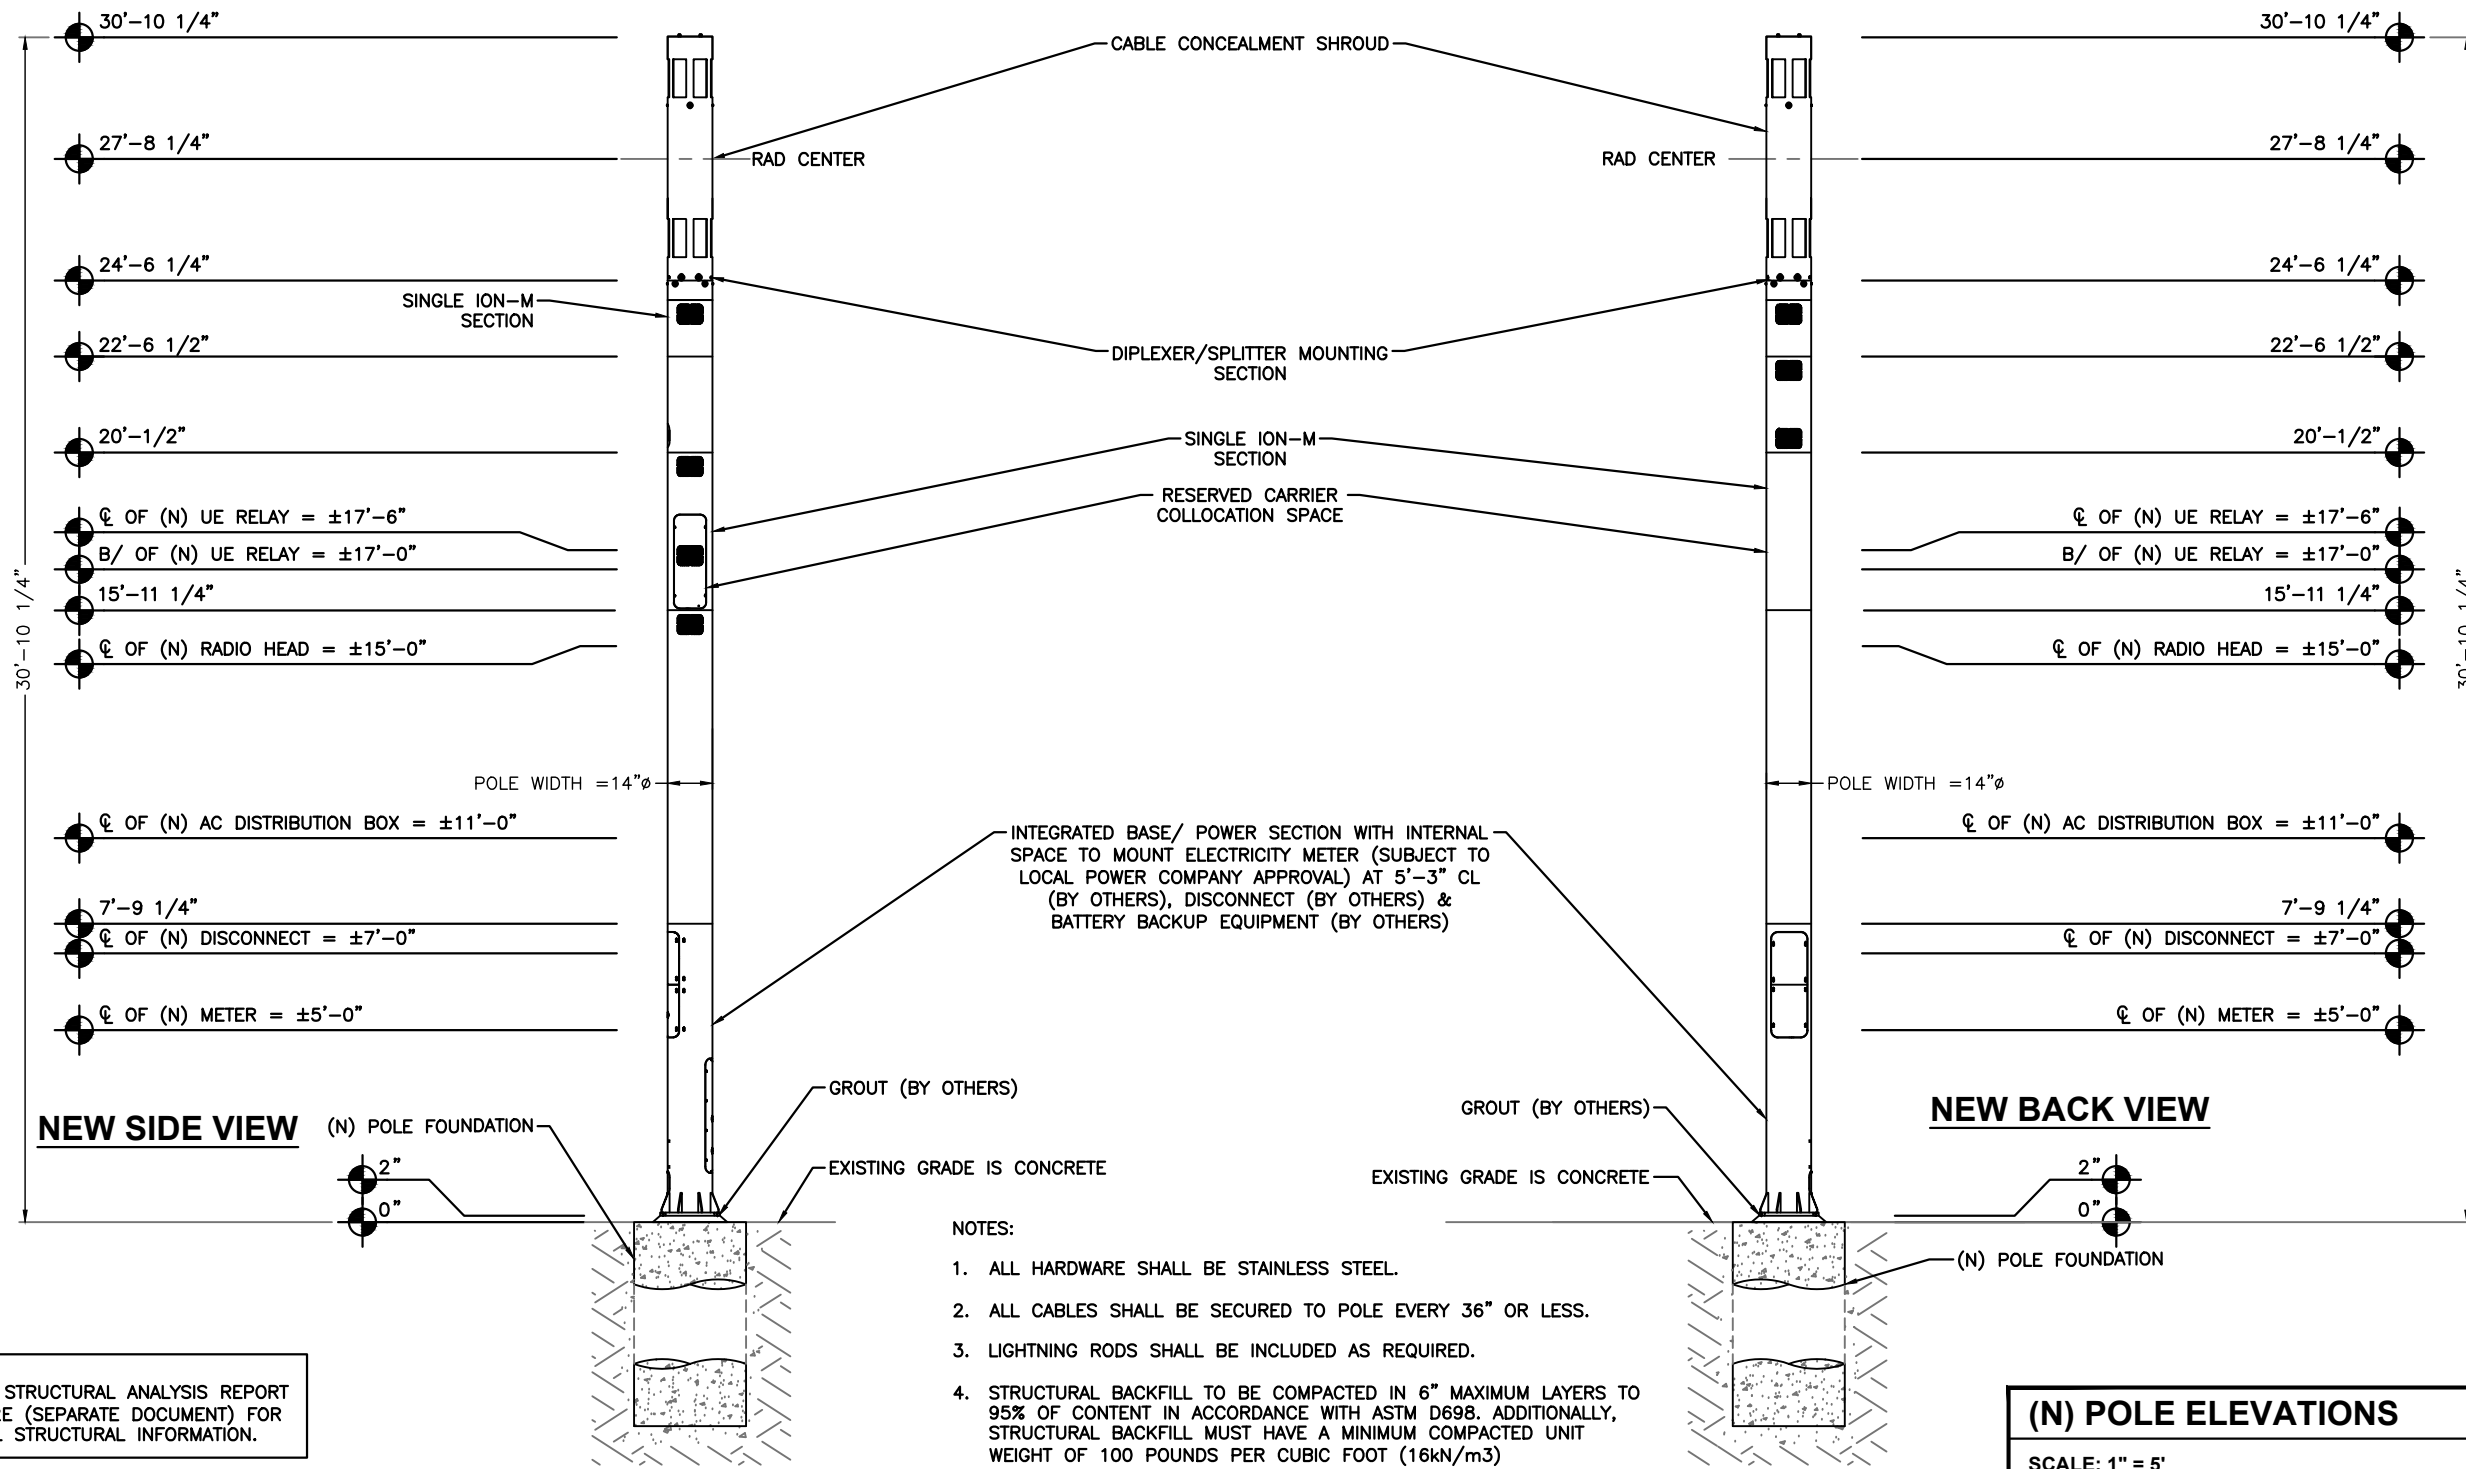 30'-10 1/4"
27'-8 1/4"
24'-6 1/4"
SINGLE ION-M
SECTION
22'-6 1/2"
20'-1/2"
℄ OF (N) UE RELAY = ±17'-6"
B/ OF (N) UE RELAY = ±17'-0"
15'-11 1/4"
℄ OF (N) RADIO HEAD = ±15'-0"
30'-10 1/4"
POLE WIDTH =14"ø
℄ OF (N) AC DISTRIBUTION BOX = ±11'-0"
7'-9 1/4"
℄ OF (N) DISCONNECT = ±7'-0"
℄ OF (N) METER = ±5'-0"
NEW SIDE VIEW
(N) POLE FOUNDATION
2"
0"
RAD CENTER
CABLE CONCEALMENT SHROUD
DIPLEXER/SPLITTER MOUNTING
SECTION
SINGLE ION-M
SECTION
RESERVED CARRIER
COLLOCATION SPACE
INTEGRATED BASE/ POWER SECTION WITH INTERNAL
SPACE TO MOUNT ELECTRICITY METER (SUBJECT TO
LOCAL POWER COMPANY APPROVAL) AT 5'-3" CL
(BY OTHERS), DISCONNECT (BY OTHERS) &
BATTERY BACKUP EQUIPMENT (BY OTHERS)
GROUT (BY OTHERS)
EXISTING GRADE IS CONCRETE
RAD CENTER
30'-10 1/4"
27'-8 1/4"
24'-6 1/4"
22'-6 1/2"
20'-1/2"
℄ OF (N) UE RELAY = ±17'-6"
B/ OF (N) UE RELAY = ±17'-0"
15'-11 1/4"
℄ OF (N) RADIO HEAD = ±15'-0"
30'-10 1/4"
POLE WIDTH =14"ø
℄ OF (N) AC DISTRIBUTION BOX = ±11'-0"
7'-9 1/4"
℄ OF (N) DISCONNECT = ±7'-0"
℄ OF (N) METER = ±5'-0"
GROUT (BY OTHERS)
NEW BACK VIEW
EXISTING GRADE IS CONCRETE
2"
0"
(N) POLE FOUNDATION
NOTES:
1. ALL HARDWARE SHALL BE STAINLESS STEEL.
2. ALL CABLES SHALL BE SECURED TO POLE EVERY 36" OR LESS.
3. LIGHTNING RODS SHALL BE INCLUDED AS REQUIRED.
4. STRUCTURAL BACKFILL TO BE COMPACTED IN 6" MAXIMUM LAYERS TO
95% OF CONTENT IN ACCORDANCE WITH ASTM D698. ADDITIONALLY,
STRUCTURAL BACKFILL MUST HAVE A MINIMUM COMPACTED UNIT
WEIGHT OF 100 POUNDS PER CUBIC FOOT (16kN/m3)
STRUCTURAL ANALYSIS REPORT
(SEPARATE DOCUMENT) FOR
STRUCTURAL INFORMATION.
(N) POLE ELEVATIONS
SCALE: 1" = 5'